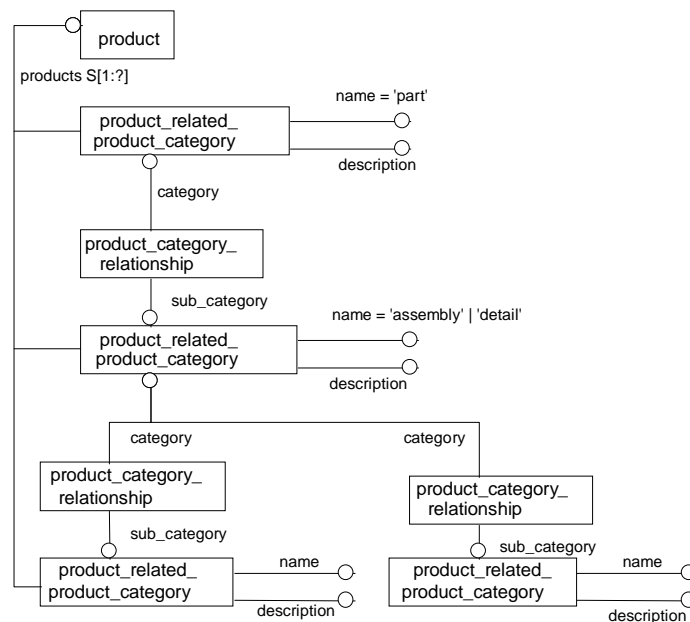 product
products S[1:?]
name = 'part'
product_related_
product_category
description
category
product_category_
relationship
sub_category
name = 'assembly' | 'detail'
product_related_
product_category
description
category
category
product_category_
relationship
product_category_
relationship
sub_category
sub_category
product_related_
product_category
name
description
product_related_
product_category
name
description